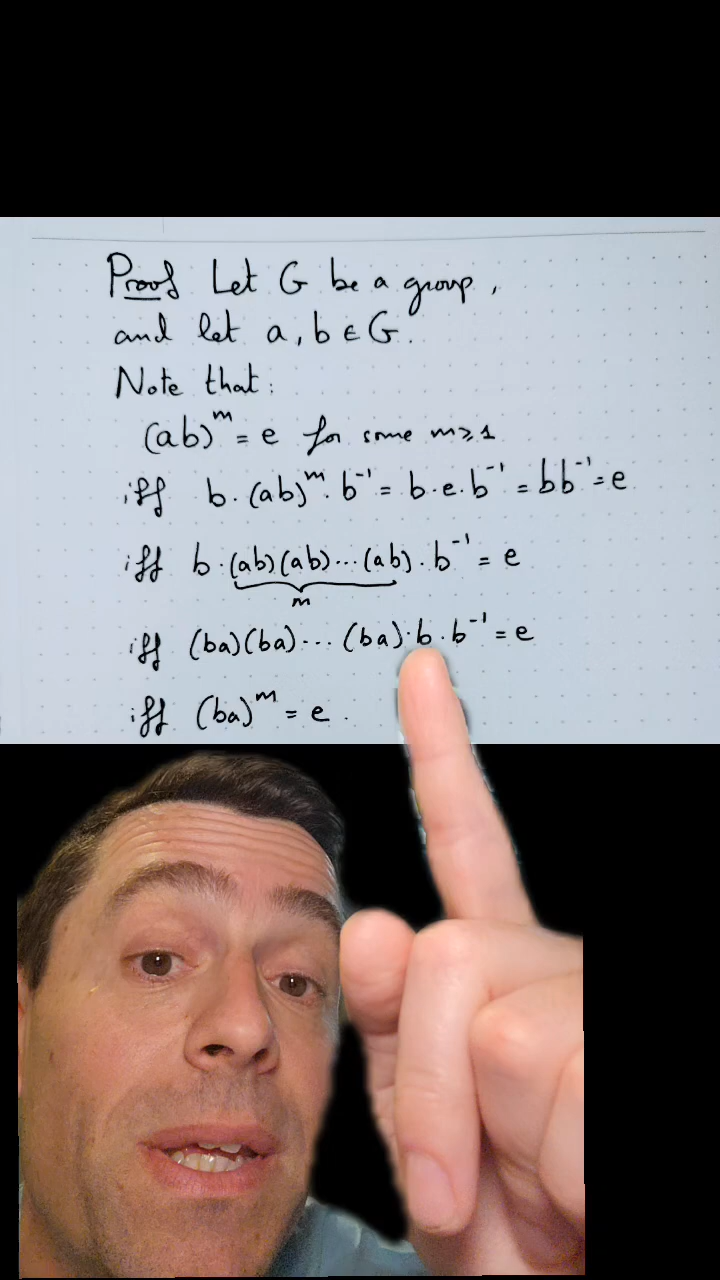 Proof Let G be a group,
and let a, b ∈ G.
Note that:
(ab)^m = e for some m ≥ 1
iff b · (ab)^m · b^-1 = b · e · b^-1 = bb^-1 = e
iff b · (ab)(ab) ··· (ab) · b^-1 = e
m
iff (ba)(ba) ··· (ba) · b · b^-1 = e
iff (ba)^m = e.